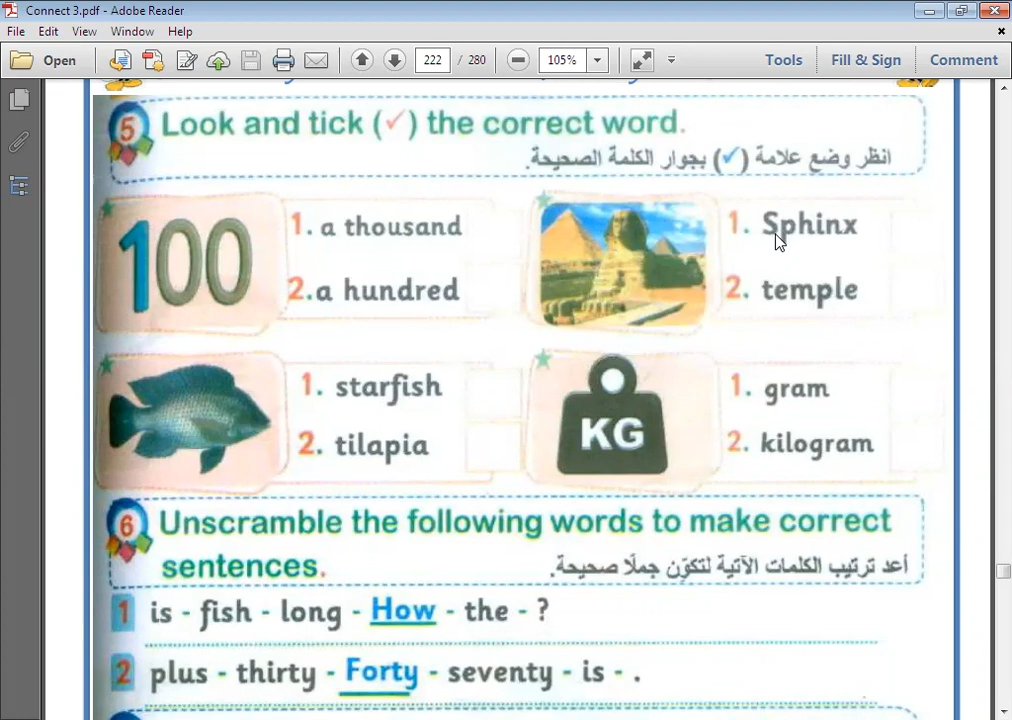 Connect 3.pdf - Adobe Reader
File Edit View Window Help
Open 222 / 280 105% Tools Fill & Sign Comment
5 Look and tick (✓) the correct word.
انظر وضع علامة (✓) بجوار الكلمة الصحيحة.
100
1. a thousand
2. a hundred
1. Sphinx
2. temple
1. starfish
2. tilapia
KG
1. gram
2. kilogram
6 Unscramble the following words to make correct
sentences.
أعد ترتيب الكلمات الآتية لتكوّن جملًا صحيحة.
1 is - fish - long - How - the - ?
2 plus - thirty - Forty - seventy - is - .